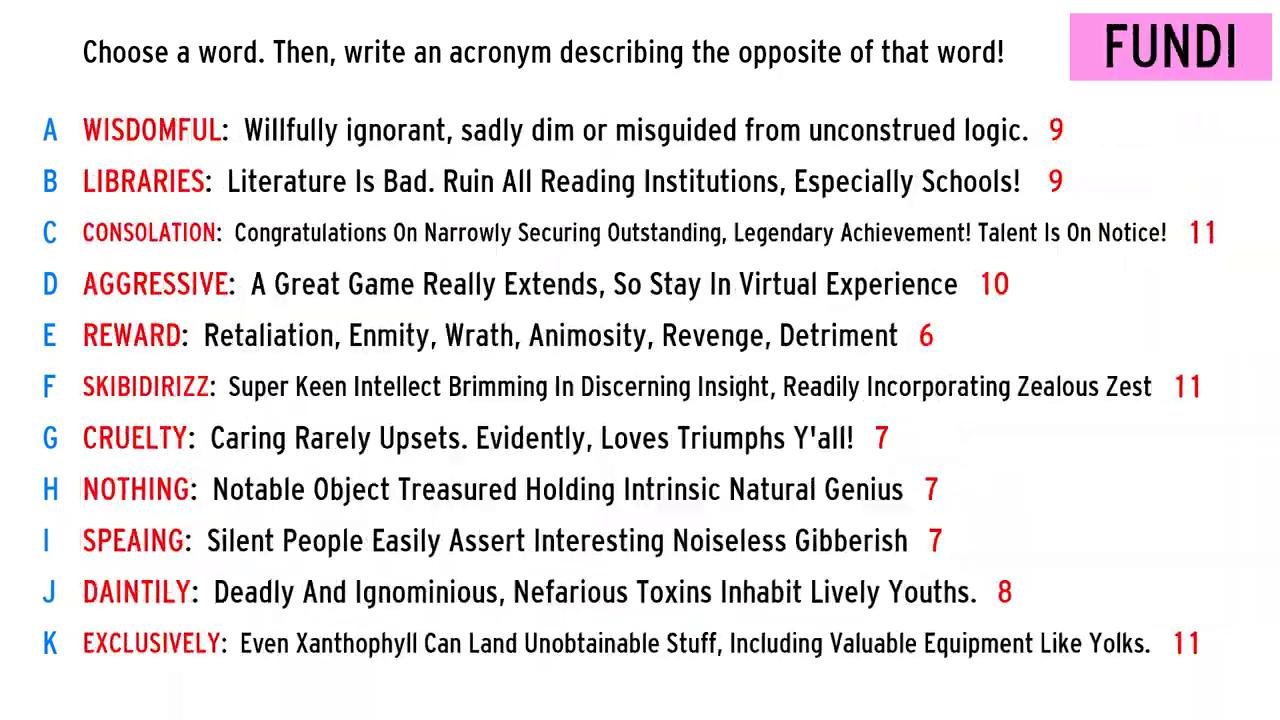 Choose a word. Then, write an acronym describing the opposite of that word!
FUNDI
A WISDOMFUL: Willfully ignorant, sadly dim or misguided from unconstrued logic. 9
B LIBRARIES: Literature Is Bad. Ruin All Reading Institutions, Especially Schools! 9
C CONSOLATION: Congratulations On Narrowly Securing Outstanding, Legendary Achievement! Talent Is On Notice! 11
D AGGRESSIVE: A Great Game Really Extends, So Stay In Virtual Experience 10
E REWARD: Retaliation, Enmity, Wrath, Animosity, Revenge, Detriment 6
F SKIBIDIRIZZ: Super Keen Intellect Brimming In Discerning Insight, Readily Incorporating Zealous Zest 11
G CRUELTY: Caring Rarely Upsets. Evidently, Loves Triumphs Y'all! 7
H NOTHING: Notable Object Treasured Holding Intrinsic Natural Genius 7
I SPEAING: Silent People Easily Assert Interesting Noiseless Gibberish 7
J DAINTILY: Deadly And Ignominious, Nefarious Toxins Inhabit Lively Youths. 8
K EXCLUSIVELY: Even Xanthophyll Can Land Unobtainable Stuff, Including Valuable Equipment Like Yolks. 11